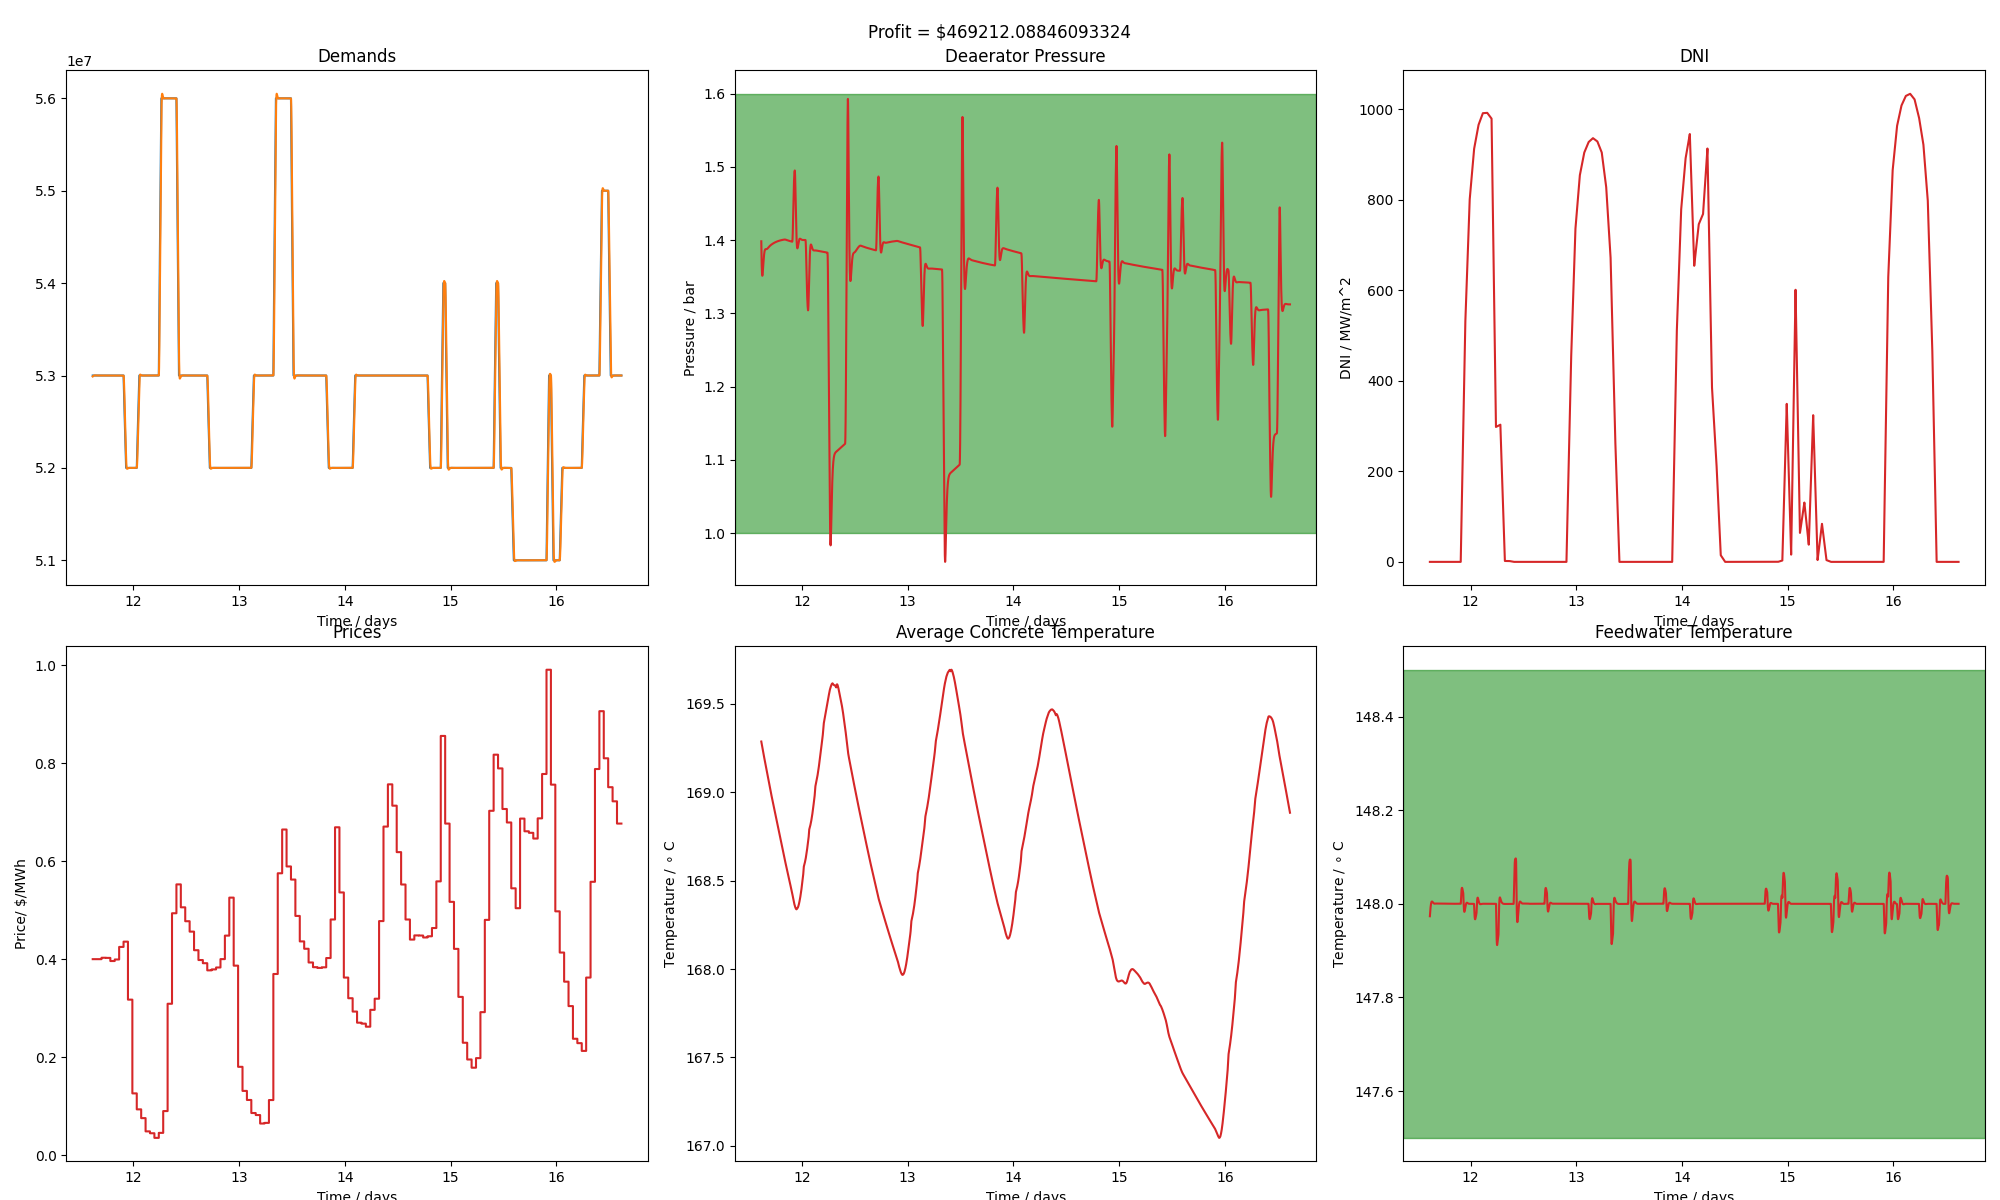 Profit = $469212.08846093324
Demands
1e7
5.6
5.5
5.4
5.3
5.2
5.1
12 13 14 15 16
Time / days
Deaerator Pressure
Pressure / bar
1.6
1.5
1.4
1.3
1.2
1.1
1.0
12 13 14 15 16
Time / days
DNI
DNI / MW/m^2
1000
800
600
400
200
0
12 13 14 15 16
Time / days
Prices
Price/ $/MWh
1.0
0.8
0.6
0.4
0.2
0.0
12 13 14 15 16
Time / days
Average Concrete Temperature
Temperature / ∘ C
169.5
169.0
168.5
168.0
167.5
167.0
12 13 14 15 16
Time / days
Feedwater Temperature
Temperature / ∘ C
148.4
148.2
148.0
147.8
147.6
12 13 14 15 16
Time / days